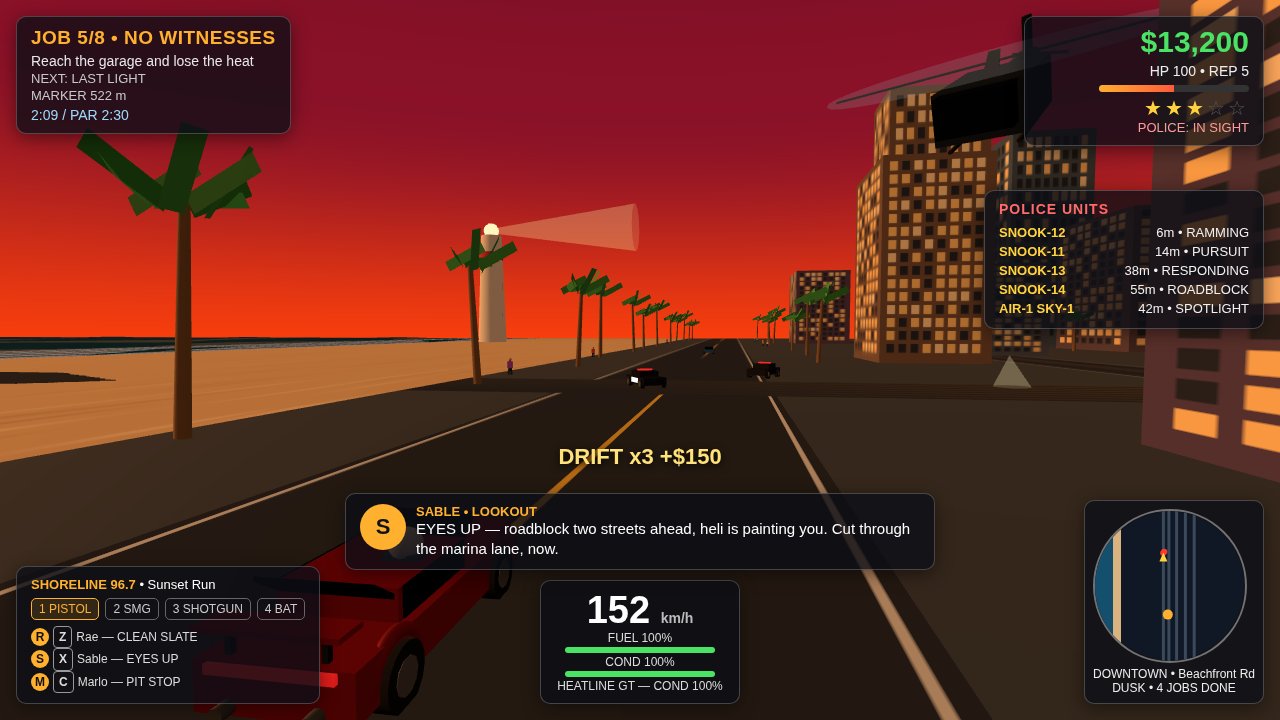 JOB 5/8 • NO WITNESSES
Reach the garage and lose the heat
NEXT: LAST LIGHT
MARKER 522 m
2:09 / PAR 2:30
$13,200
HP 100 • REP 5
★★★☆☆
POLICE: IN SIGHT
POLICE UNITS
SNOOK-12 6m • RAMMING
SNOOK-11 14m • PURSUIT
SNOOK-13 38m • RESPONDING
SNOOK-14 55m • ROADBLOCK
AIR-1 SKY-1 42m • SPOTLIGHT
DRIFT x3 +$150
S
SABLE • LOOKOUT
EYES UP — roadblock two streets ahead, heli is painting you. Cut through
the marina lane, now.
SHORELINE 96.7 • Sunset Run
1 PISTOL 2 SMG 3 SHOTGUN 4 BAT
R Z Rae — CLEAN SLATE
S X Sable — EYES UP
M C Marlo — PIT STOP
152 km/h
FUEL 100%
COND 100%
HEATLINE GT — COND 100%
DOWNTOWN • Beachfront Rd
DUSK • 4 JOBS DONE